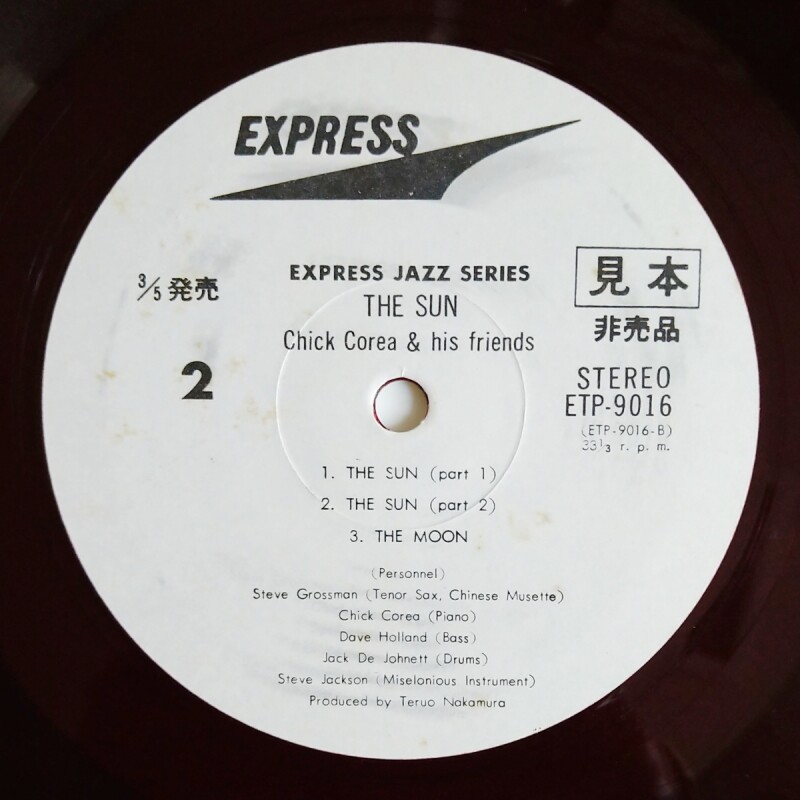 EXPRESS
EXPRESS JAZZ SERIES
THE SUN
Chick Corea & his friends
3/5 発売
見本
非売品
2
STEREO
ETP-9016
(ETP-9016-B)
33 1/3 r. p. m.
1. THE SUN (part 1)
2. THE SUN (part 2)
3. THE MOON
(Personnel)
Steve Grossman (Tenor Sax, Chinese Musette)
Chick Corea (Piano)
Dave Holland (Bass)
Jack De Johnett (Drums)
Steve Jackson (Miselonious Instrument)
Produced by Teruo Nakamura